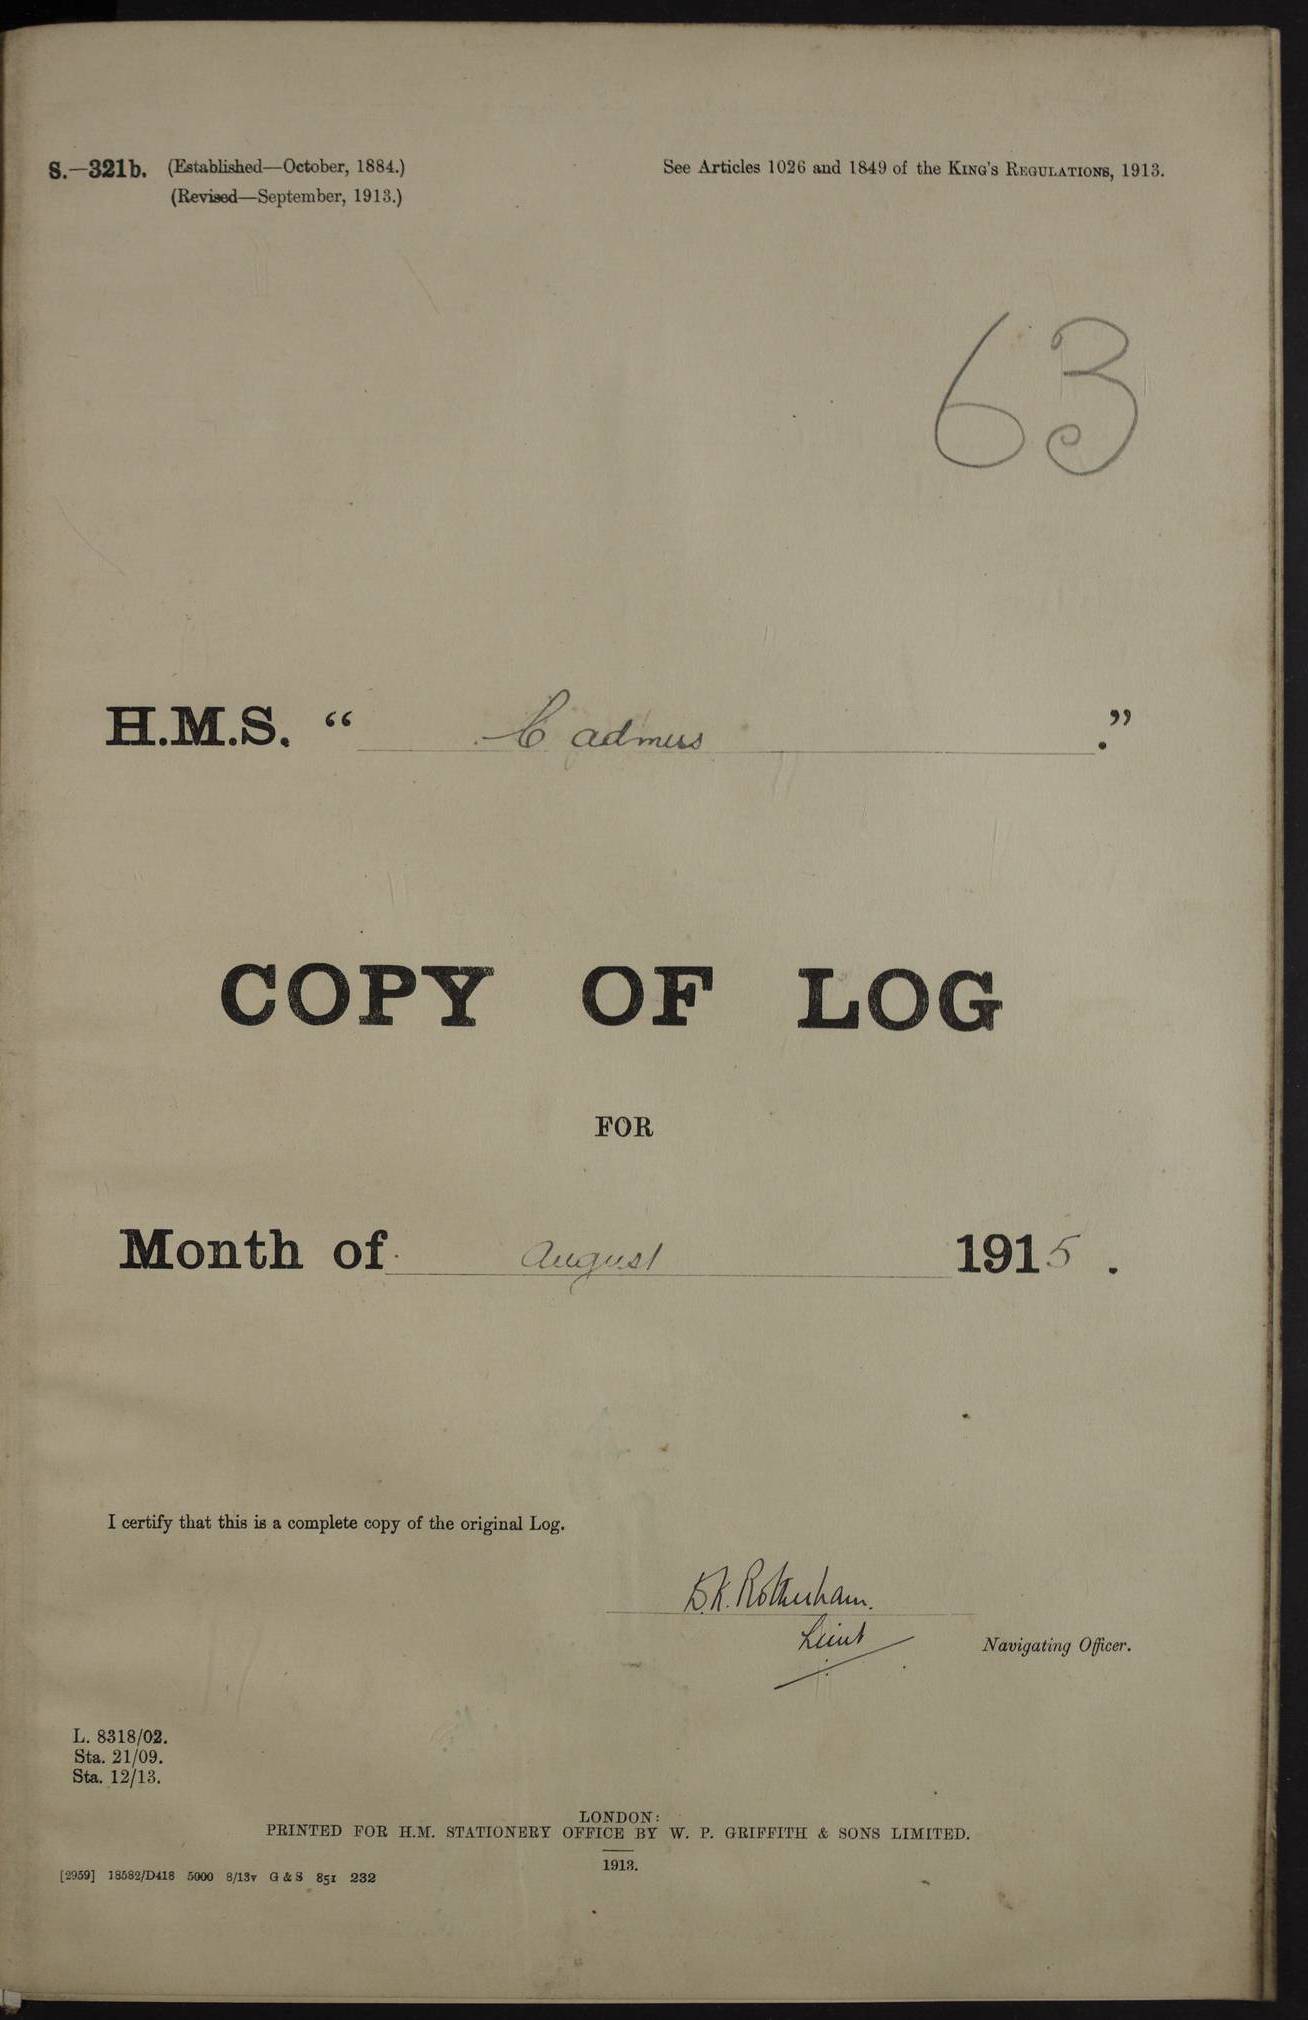 S.—321b. (Established—October, 1884.)
(Revised—September, 1913.)
See Articles 1026 and 1849 of the KING'S REGULATIONS, 1913.
63
H.M.S. “ Cadmus .”
COPY OF LOG
FOR
Month of August 1915.
I certify that this is a complete copy of the original Log.
D.K. Rotherham.
Lieut
Navigating Officer.
L. 8318/02.
Sta. 21/09.
Sta. 12/13.
LONDON:
PRINTED FOR H.M. STATIONERY OFFICE BY W. P. GRIFFITH & SONS LIMITED.
1913.
[2959] 18582/D418 5000 8/13v G & S 851 232